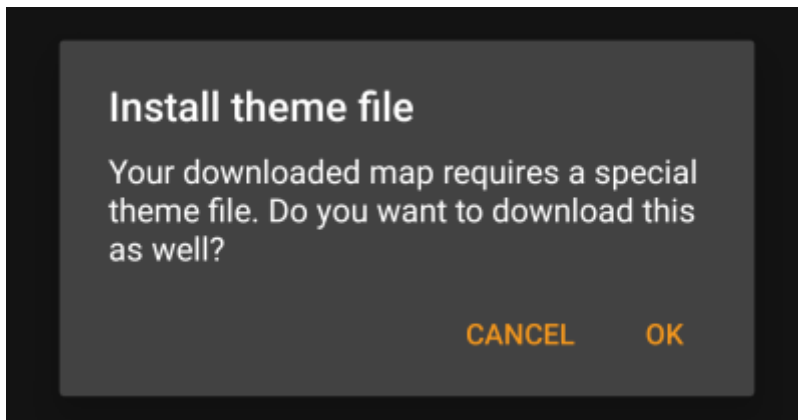 Install theme file
Your downloaded map requires a special
theme file. Do you want to download this
as well?
CANCEL OK